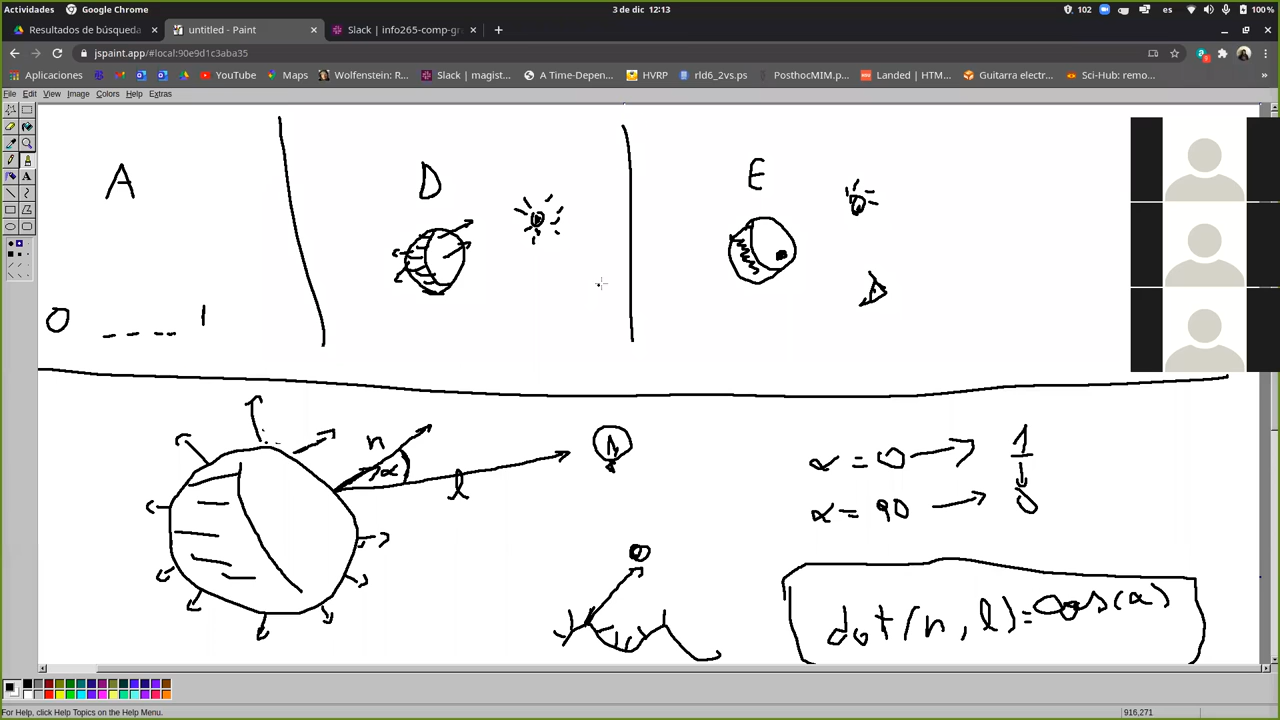 Actividades
Google Chrome
3 de dic 12:13
102
es
100 %
Resultados de búsqueda
untitled - Paint
Slack | info265-comp-gr
jspaint.app/#local:90e9d1c3aba35
Aplicaciones
YouTube
Maps
Wolfenstein: Return t...
Slack | magist...
A Time-Depen...
HVRP
rld6_2vs.ps
PosthocMIM.pd...
Landed | HTM...
Guitarra electr...
Sci-Hub: remo...
»
File Edit View Image Colors Help Extras
A
D
E
0 _ _ _ 1
n
α
l
α = 0 → 1
α = 90 → 0
dot(n, l) = cos(α)
For help, click Help Topics on the Help Menu.
916,271